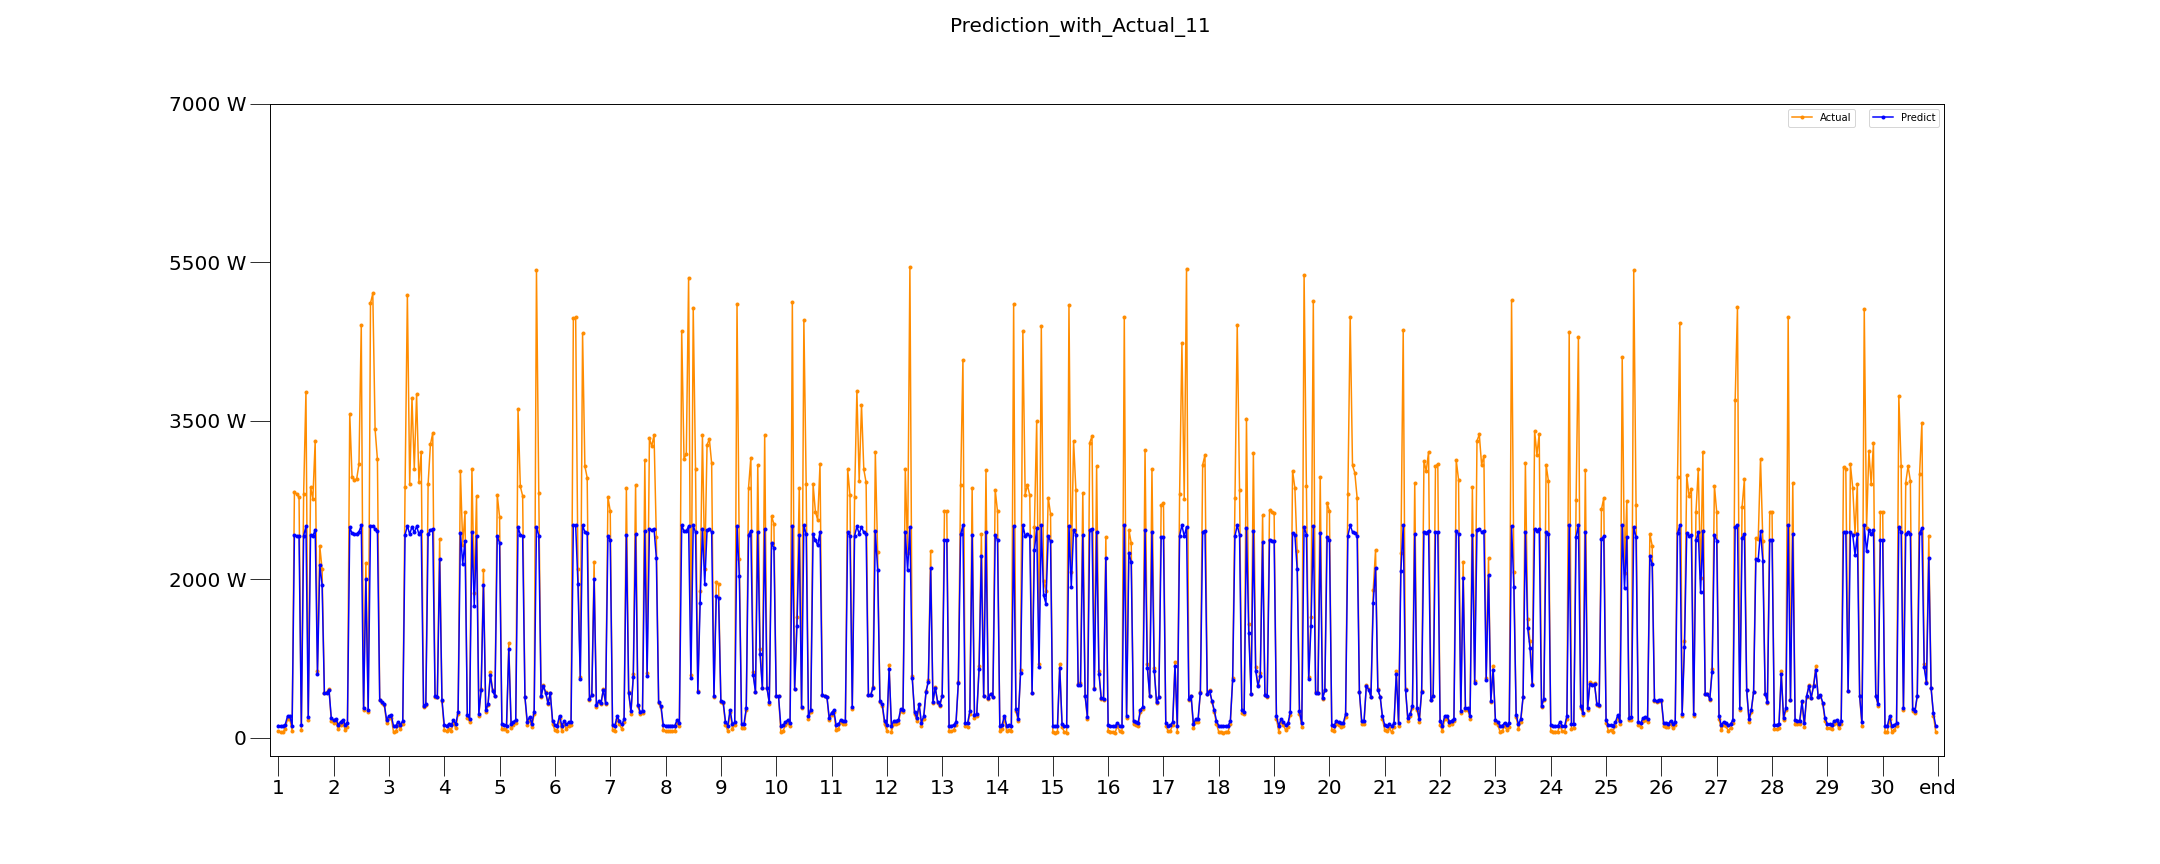 Prediction_with_Actual_11
Actual Predict
7000 W
5500 W
3500 W
2000 W
0
1 2 3 4 5 6 7 8 9 10 11 12 13 14 15 16 17 18 19 20 21 22 23 24 25 26 27 28 29 30 end